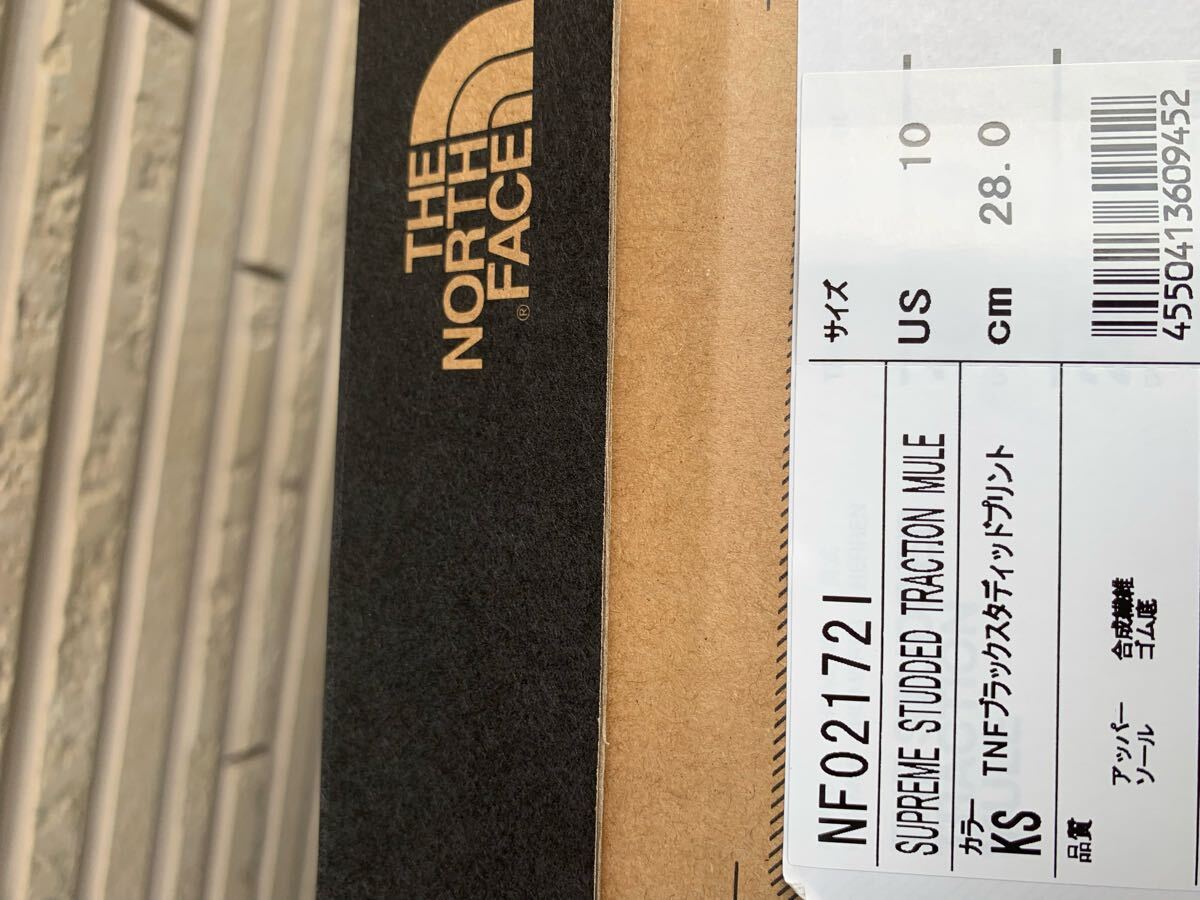 THE
NORTH
FACE®
NF02172I
SUPREME STUDDED TRACTION MULE
カラー
KS TNFブラックスタディッドプリント
品質
アッパー 合成繊維
ソール ゴム底
サイズ
US 10
cm 28.0
4550413609452